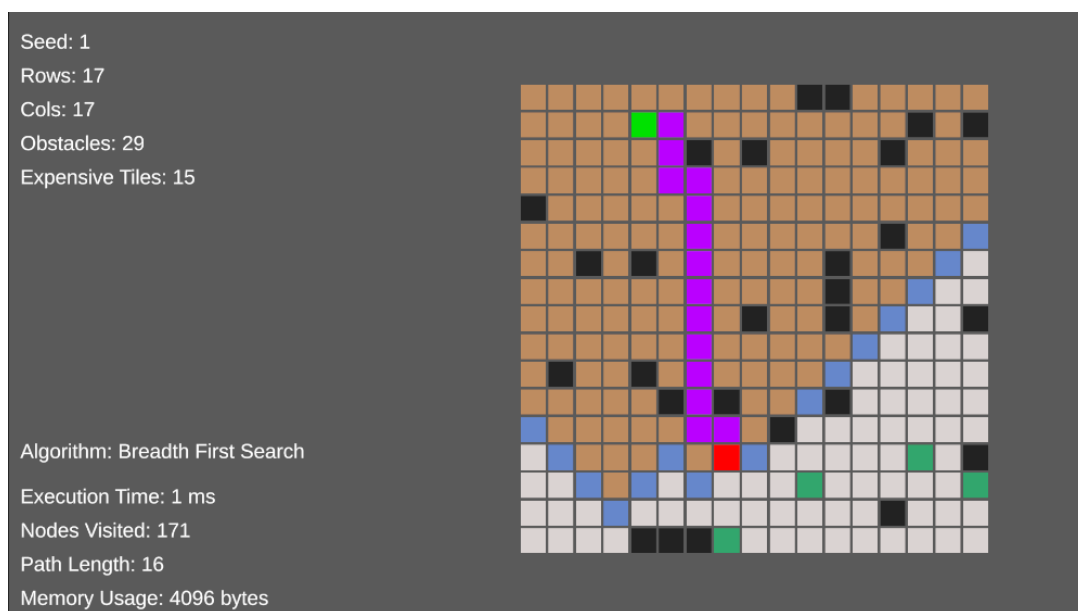 Seed: 1
Rows: 17
Cols: 17
Obstacles: 29
Expensive Tiles: 15
Algorithm: Breadth First Search
Execution Time: 1 ms
Nodes Visited: 171
Path Length: 16
Memory Usage: 4096 bytes